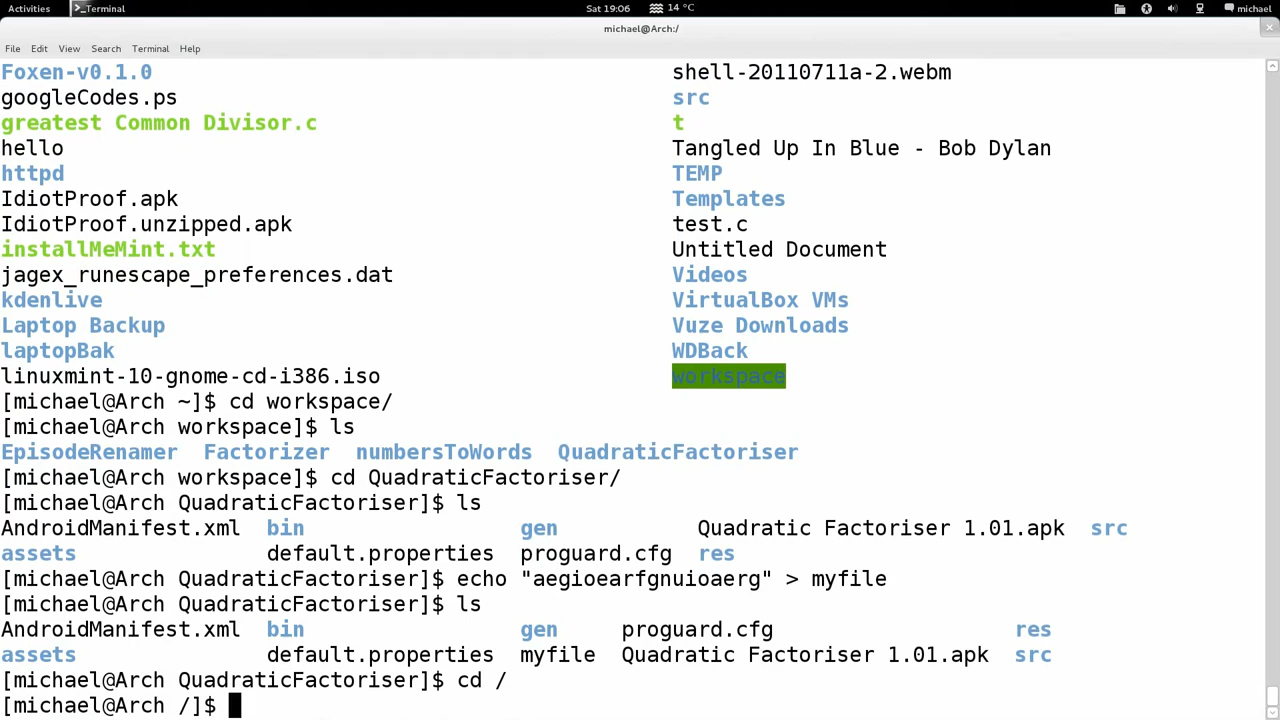 Activities Terminal Sat 19:06 14 °C michael
michael@Arch:/
File Edit View Search Terminal Help
Foxen-v0.1.0 shell-20110711a-2.webm
googleCodes.ps src
greatest Common Divisor.c t
hello Tangled Up In Blue - Bob Dylan
httpd TEMP
IdiotProof.apk Templates
IdiotProof.unzipped.apk test.c
installMeMint.txt Untitled Document
jagex_runescape_preferences.dat Videos
kdenlive VirtualBox VMs
Laptop Backup Vuze Downloads
laptopBak WDBack
linuxmint-10-gnome-cd-i386.iso workspace
[michael@Arch ~]$ cd workspace/
[michael@Arch workspace]$ ls
EpisodeRenamer Factorizer numbersToWords QuadraticFactoriser
[michael@Arch workspace]$ cd QuadraticFactoriser/
[michael@Arch QuadraticFactoriser]$ ls
AndroidManifest.xml bin gen Quadratic Factoriser 1.01.apk src
assets default.properties proguard.cfg res
[michael@Arch QuadraticFactoriser]$ echo "aegioearfgnuioaerg" > myfile
[michael@Arch QuadraticFactoriser]$ ls
AndroidManifest.xml bin gen proguard.cfg res
assets default.properties myfile Quadratic Factoriser 1.01.apk src
[michael@Arch QuadraticFactoriser]$ cd /
[michael@Arch /]$